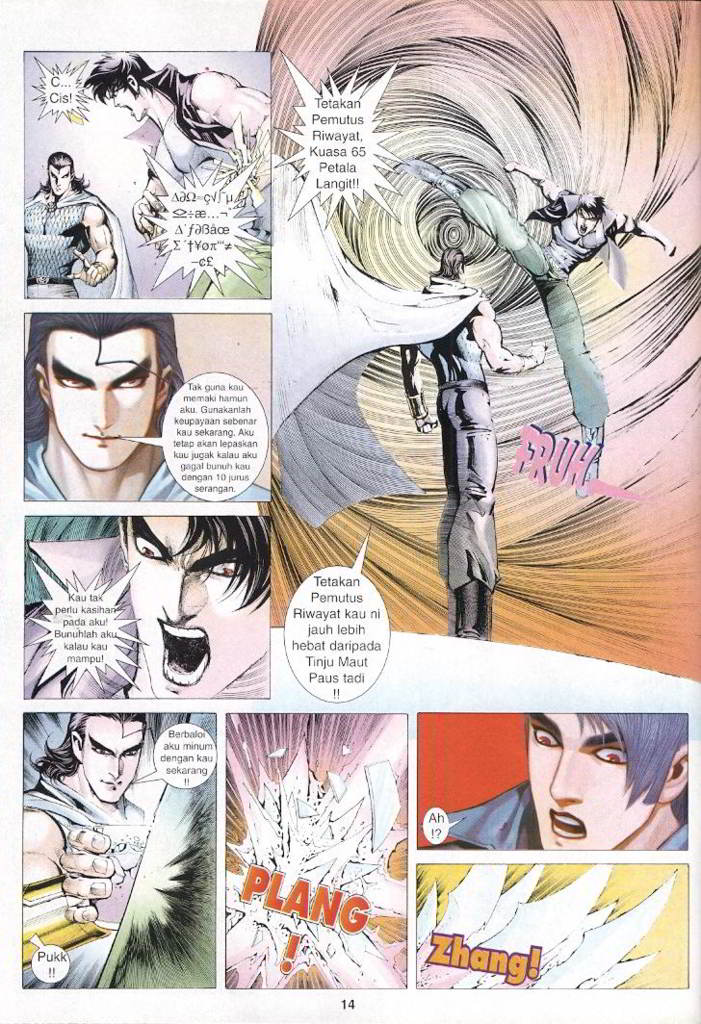 C...
Cis!
Δ∂Ω=ç√∫µ
Ω÷æ...¬
Δ˙ƒ∂ßåœ
Σ´†¥øπ"'≠
–¢£
Tetakan
Pemutus
Riwayat,
Kuasa 65
Petala
Langit!!
FRUH
Tak guna kau
memaki hamun
aku. Gunakanlah
keupayaan sebenar
kau sekarang. Aku
tetap akan lepaskan
kau jugak kalau aku
gagal bunuh kau
dengan 10 jurus
serangan.
Kau tak
perlu kasihan
pada aku!
Bunuhlah aku
kalau kau
mampu!
Tetakan
Pemutus
Riwayat kau ni
jauh lebih
hebat daripada
Tinju Maut
Paus tadi
!!
Berbaloi
aku minum
dengan kau
sekarang
!!
Pukk
!!
PLANG
!
Ah
!?
Zhang!
14